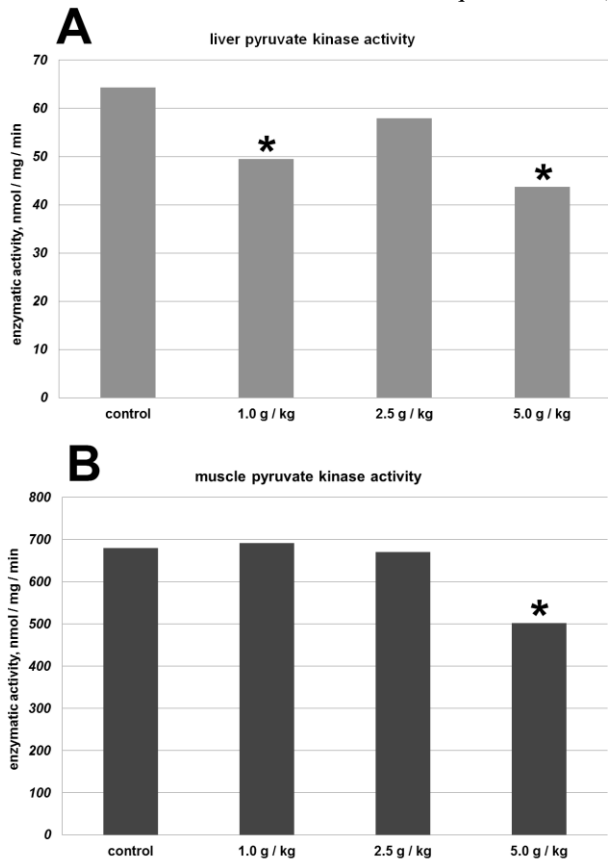 A
liver pyruvate kinase activity
enzymatic activity, nmol / mg / min
70
60
50
40
30
20
10
0
*
*
control 1.0 g / kg 2.5 g / kg 5.0 g / kg
B
muscle pyruvate kinase activity
enzymatic activity, nmol / mg / min
800
700
600
500
400
300
200
100
0
*
control 1.0 g / kg 2.5 g / kg 5.0 g / kg